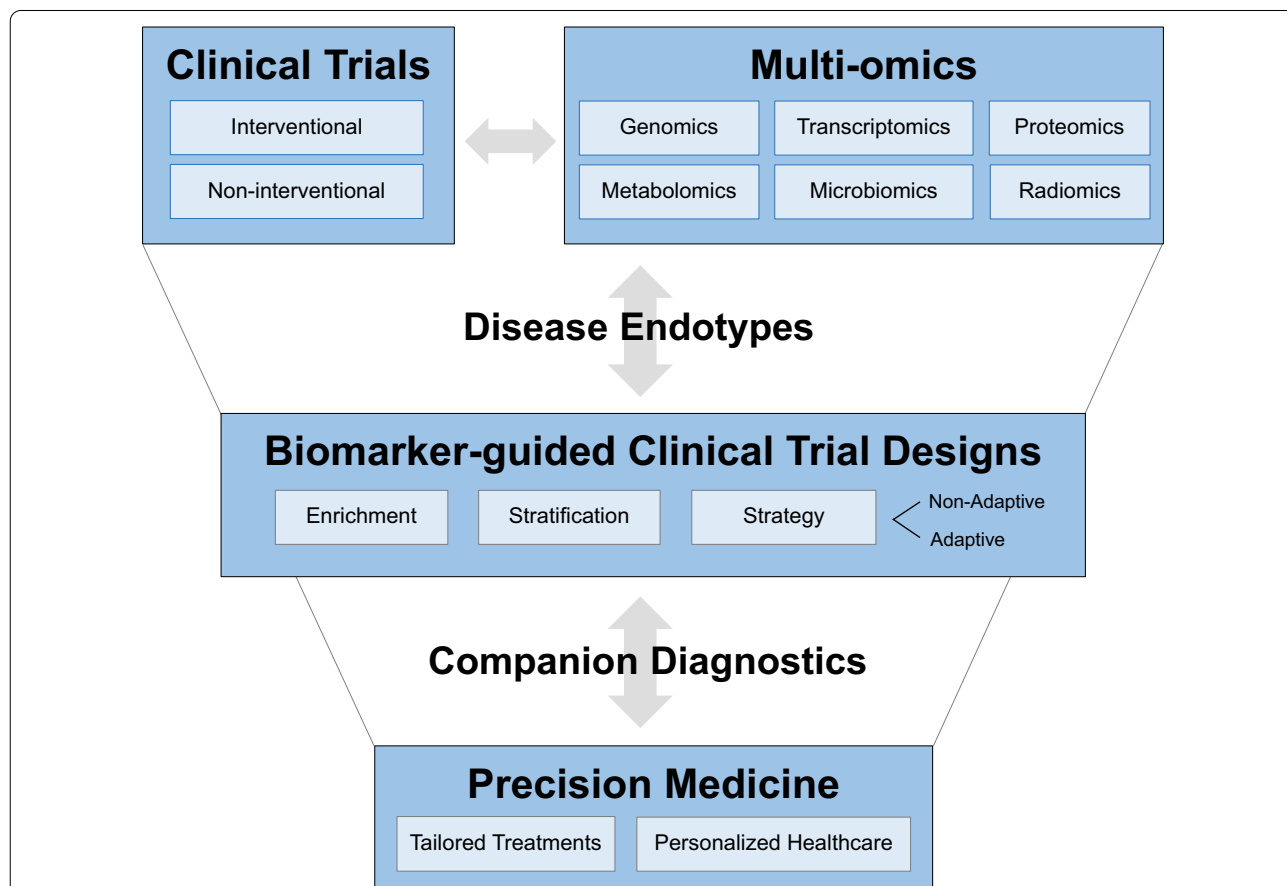 Clinical Trials
Interventional
Non-interventional
Multi-omics
Genomics
Transcriptomics
Proteomics
Metabolomics
Microbiomics
Radiomics
Disease Endotypes
Biomarker-guided Clinical Trial Designs
Enrichment
Stratification
Strategy
Non-Adaptive
Adaptive
Companion Diagnostics
Precision Medicine
Tailored Treatments
Personalized Healthcare